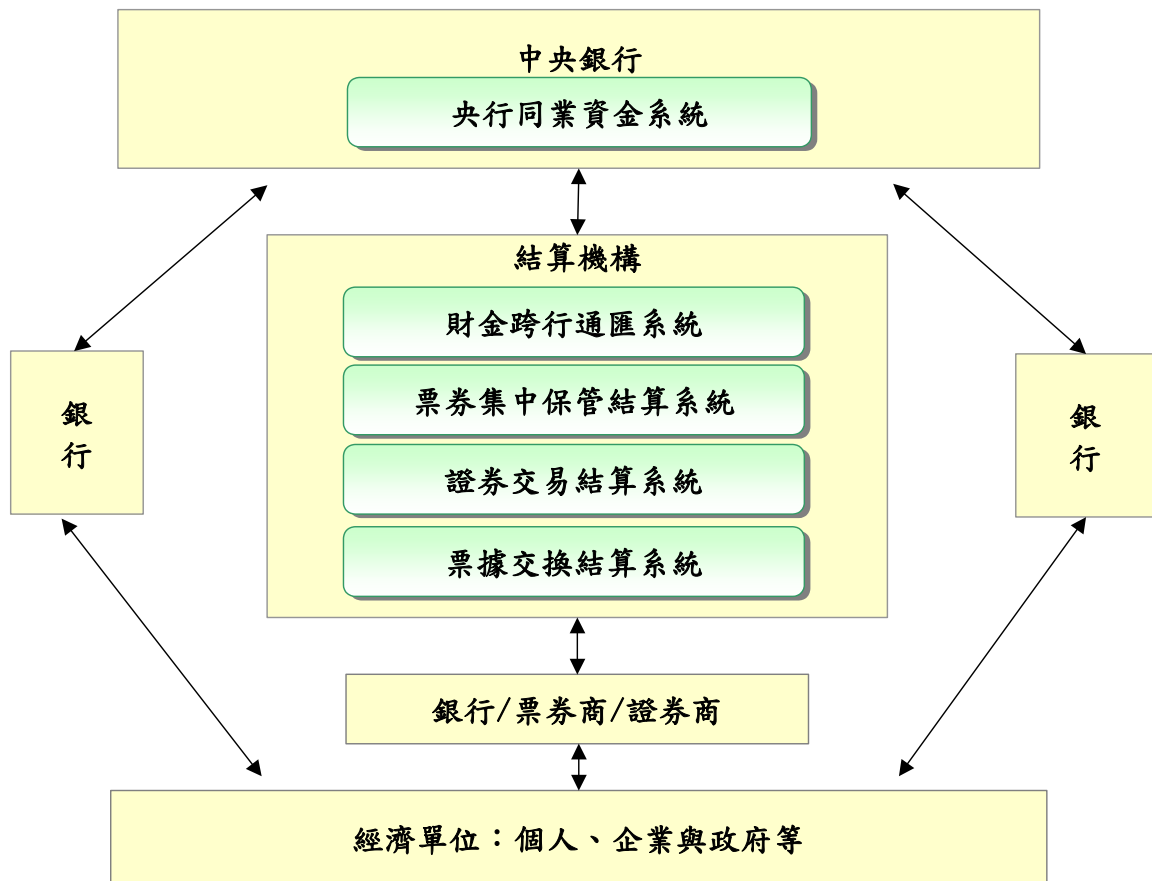 中央銀行
央行同業資金系統
結算機構
財金跨行通匯系統
票券集中保管結算系統
證券交易結算系統
票據交換結算系統
銀
行
銀
行
銀行/票券商/證券商
經濟單位：個人、企業與政府等